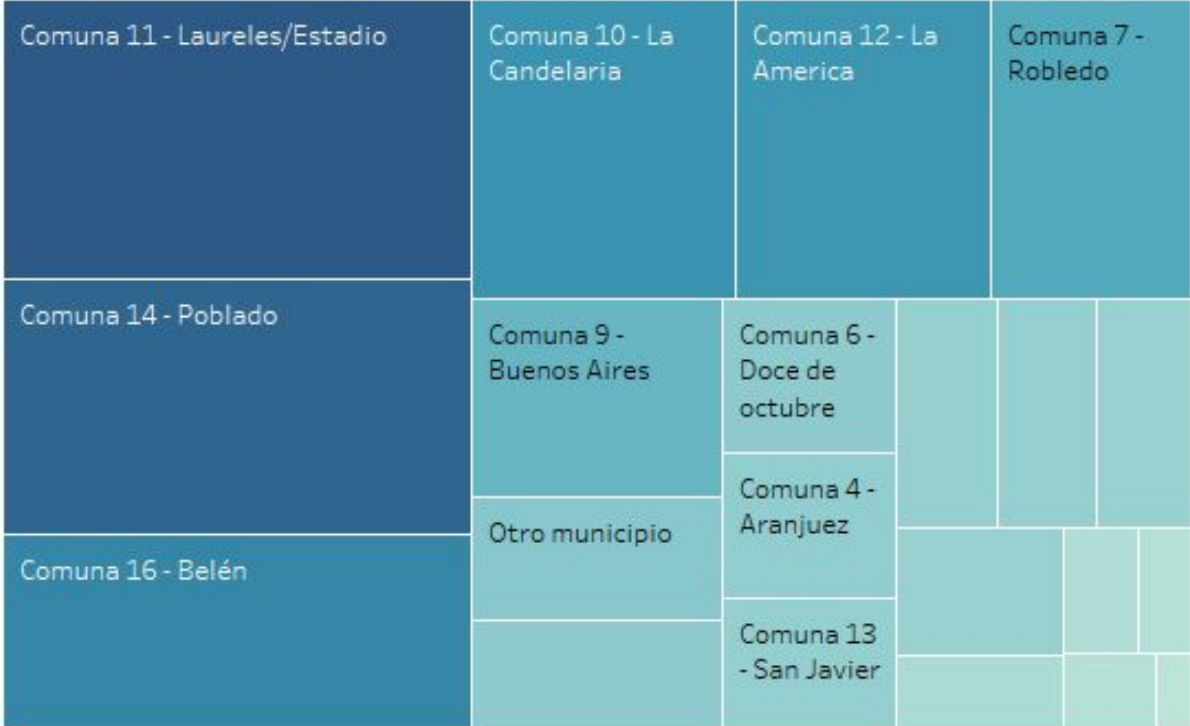 Comuna 11 - Laureles/Estadio
Comuna 14 - Poblado
Comuna 16 - Belén
Comuna 10 - La
Candelaria
Comuna 12 - La
America
Comuna 7 -
Robledo
Comuna 9 -
Buenos Aires
Otro municipio
Comuna 6 -
Doce de
octubre
Comuna 4 -
Aranjuez
Comuna 13
- San Javier